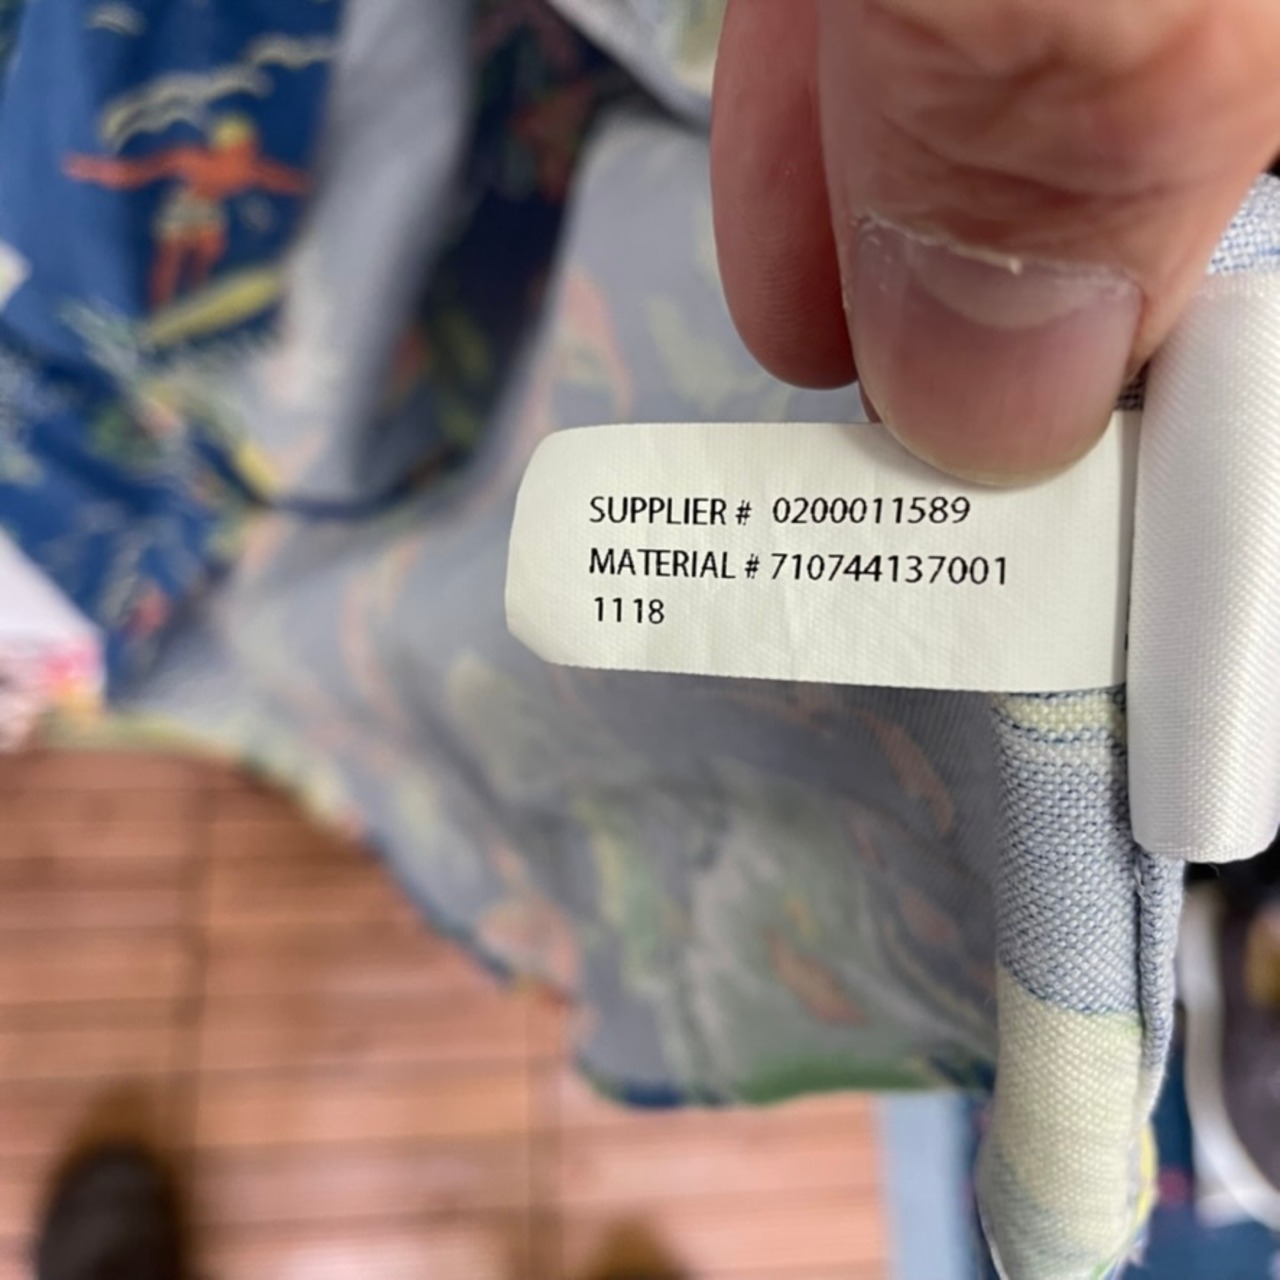 SUPPLIER # 0200011589
MATERIAL # 710744137001
1118